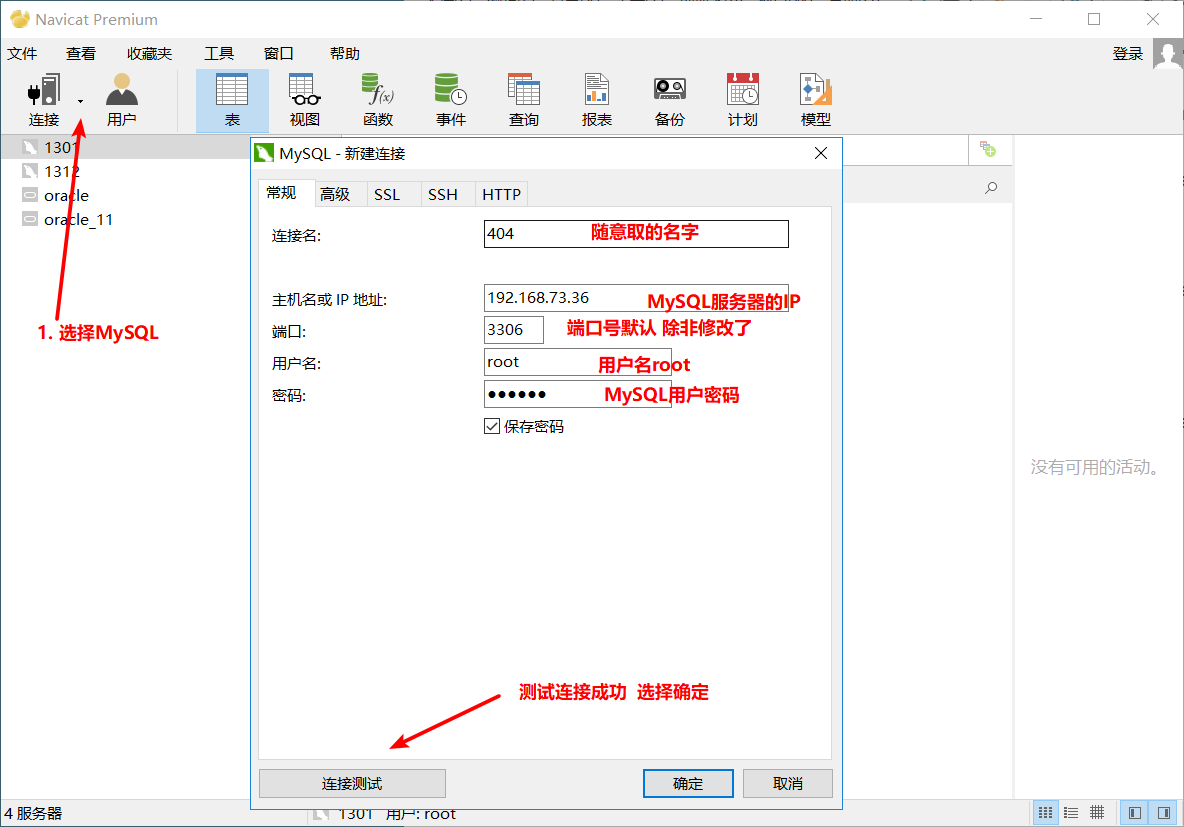 Navicat Premium
文件 查看 收藏夹 工具 窗口 帮助 登录
连接 用户 表 视图 函数 事件 查询 报表 备份 计划 模型
1301
1312
oracle
oracle_11
1. 选择MySQL
MySQL - 新建连接
常规 高级 SSL SSH HTTP
连接名: 404 随意取的名字
主机名或 IP 地址: 192.168.73.36 MySQL服务器的IP
端口: 3306 端口号默认 除非修改了
用户名: root 用户名root
密码: ●●●●●● MySQL用户密码
保存密码
没有可用的活动。
测试连接成功 选择确定
连接测试 确定 取消
4 服务器 1301 用户: root